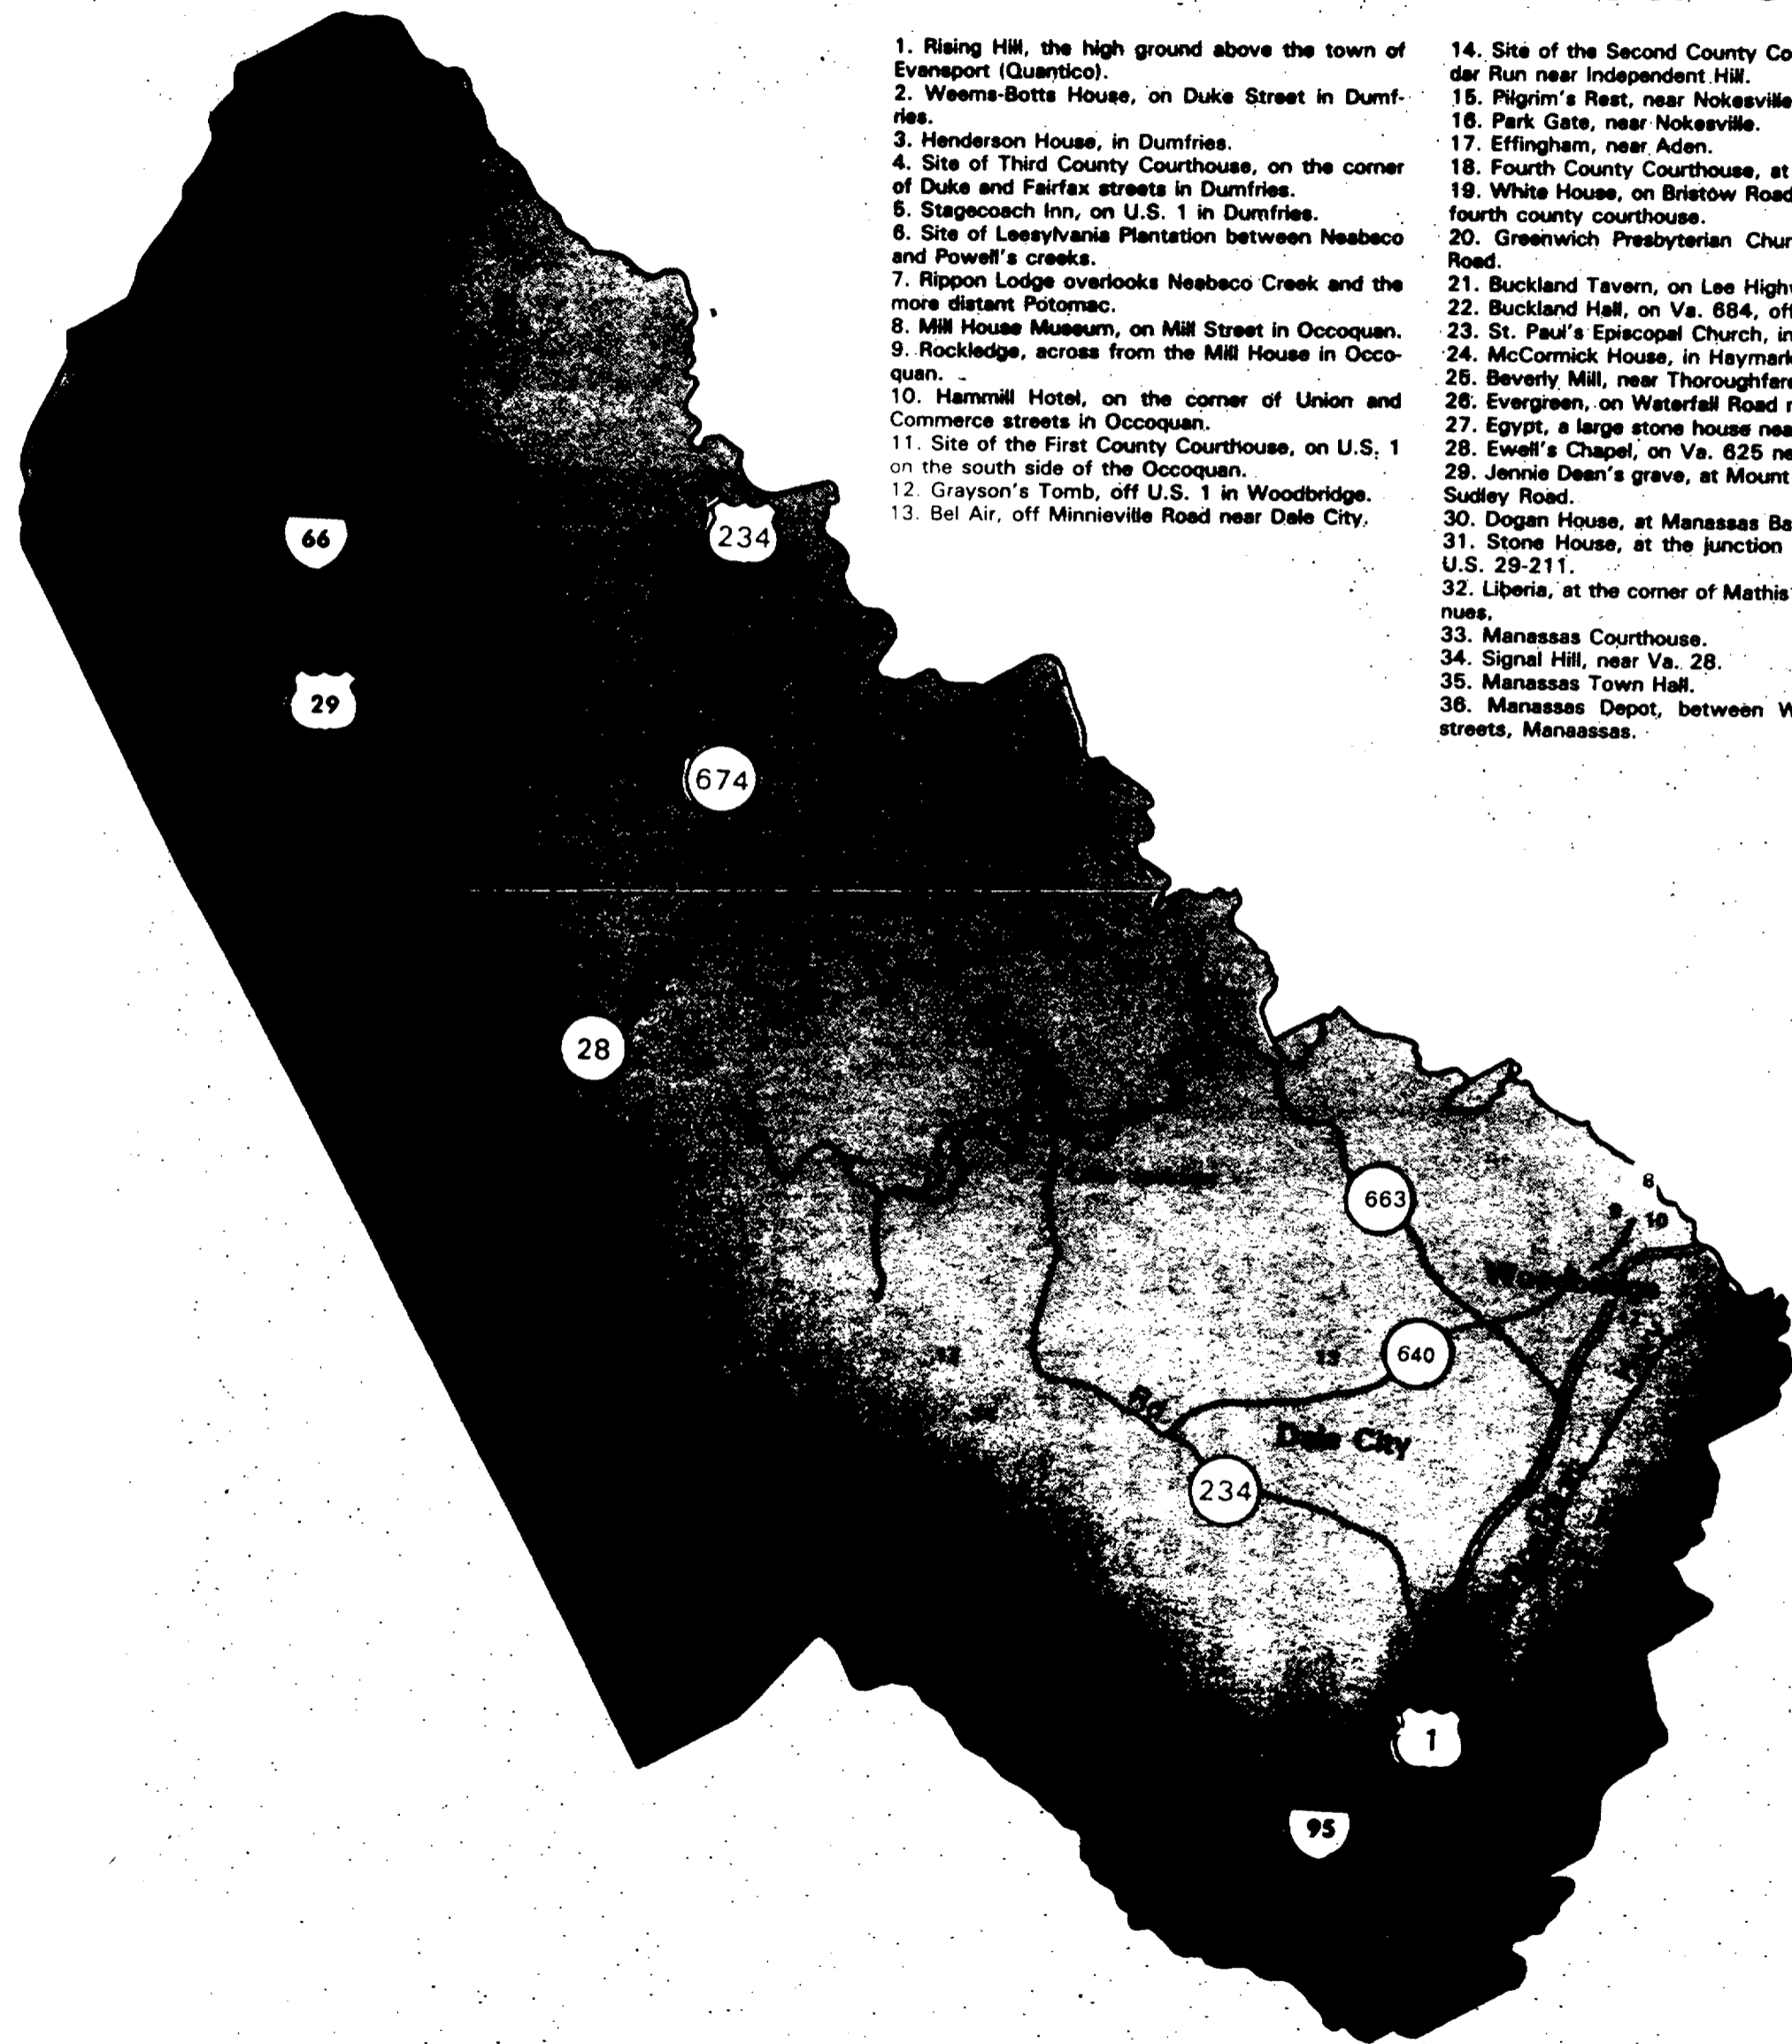 1. Rising Hill, the high ground above the town of
Evansport (Quantico).
2. Weems-Botts House, on Duke Street in Dumf-
ries.
3. Henderson House, in Dumfries.
4. Site of Third County Courthouse, on the corner
of Duke and Fairfax streets in Dumfries.
5. Stagecoach Inn, on U.S. 1 in Dumfries.
6. Site of Leesylvania Plantation between Neabsco
and Powell's creeks.
7. Rippon Lodge overlooks Neabsco Creek and the
more distant Potomac.
8. Mill House Museum, on Mill Street in Occoquan.
9. Rockledge, across from the Mill House in Occo-
quan.
10. Hammill Hotel, on the corner of Union and
Commerce streets in Occoquan.
11. Site of the First County Courthouse, on U.S. 1
on the south side of the Occoquan.
12. Grayson's Tomb, off U.S. 1 in Woodbridge.
13. Bel Air, off Minnieville Road near Dale City.
14. Site of the Second County Co
dar Run near Independent Hill.
15. Pilgrim's Rest, near Nokesville
16. Park Gate, near Nokesville.
17. Effingham, near Aden.
18. Fourth County Courthouse, at
19. White House, on Bristow Road
fourth county courthouse.
20. Greenwich Presbyterian Chur
Road.
21. Buckland Tavern, on Lee High
22. Buckland Hall, on Va. 684, off
23. St. Paul's Episcopal Church, in
24. McCormick House, in Haymark
25. Beverly Mill, near Thoroughfare
26. Evergreen, on Waterfall Road
27. Egypt, a large stone house nea
28. Ewell's Chapel, on Va. 625 ne
29. Jennie Dean's grave, at Mount
Sudley Road.
30. Dogan House, at Manassas Ba
31. Stone House, at the junction
U.S. 29-211.
32. Liberia, at the corner of Mathis
nues.
33. Manassas Courthouse.
34. Signal Hill, near Va. 28.
35. Manassas Town Hall.
36. Manassas Depot, between W
streets, Manaassas.
66
234
29
674
28
663
8
9 10
640
13
Rd.
Dale City
234
1
95